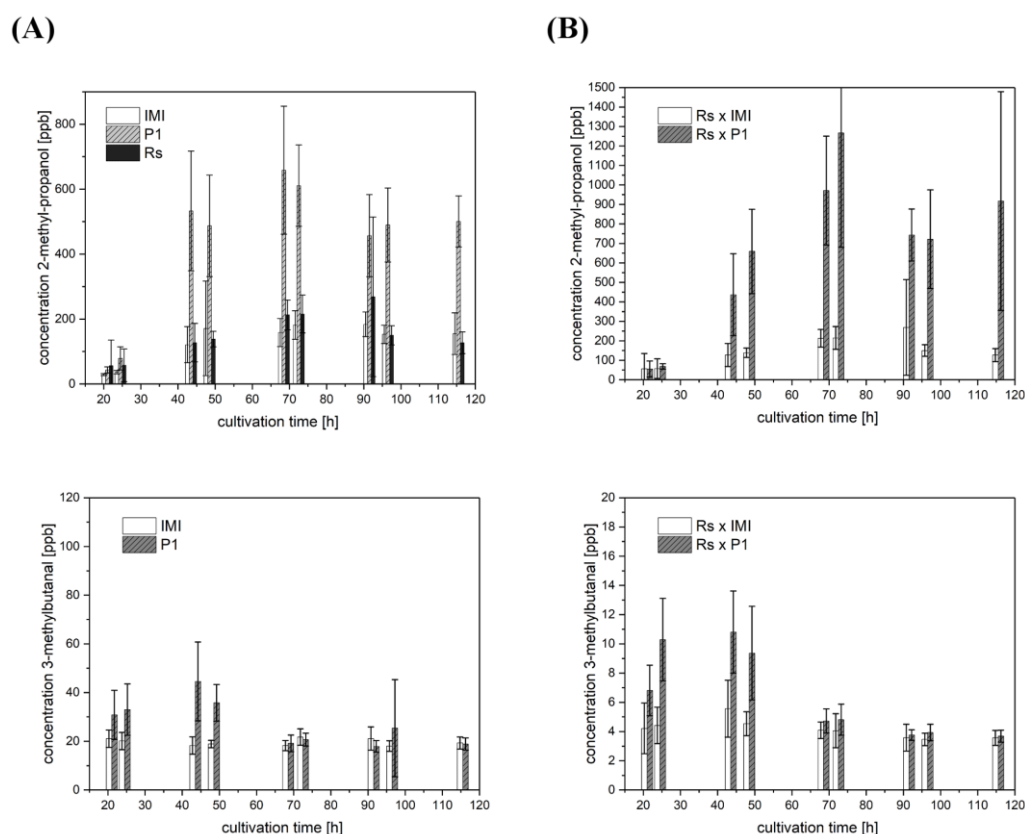 (A)
(B)
concentration 2-methyl-propanol [ppb]
800
600
400
200
0
IMI
P1
Rs
20 30 40 50 60 70 80 90 100 110 120
cultivation time [h]
concentration 2-methyl-propanol [ppb]
1500
1400
1300
1200
1100
1000
900
800
700
600
500
400
300
200
100
0
Rs x IMI
Rs x P1
20 30 40 50 60 70 80 90 100 110 120
cultivation time [h]
concentration 3-methylbutanal [ppb]
120
100
80
60
40
20
0
IMI
P1
20 30 40 50 60 70 80 90 100 110 120
cultivation time [h]
concentration 3-methylbutanal [ppb]
20
18
16
14
12
10
8
6
4
2
0
Rs x IMI
Rs x P1
20 30 40 50 60 70 80 90 100 110 120
cultivation time [h]